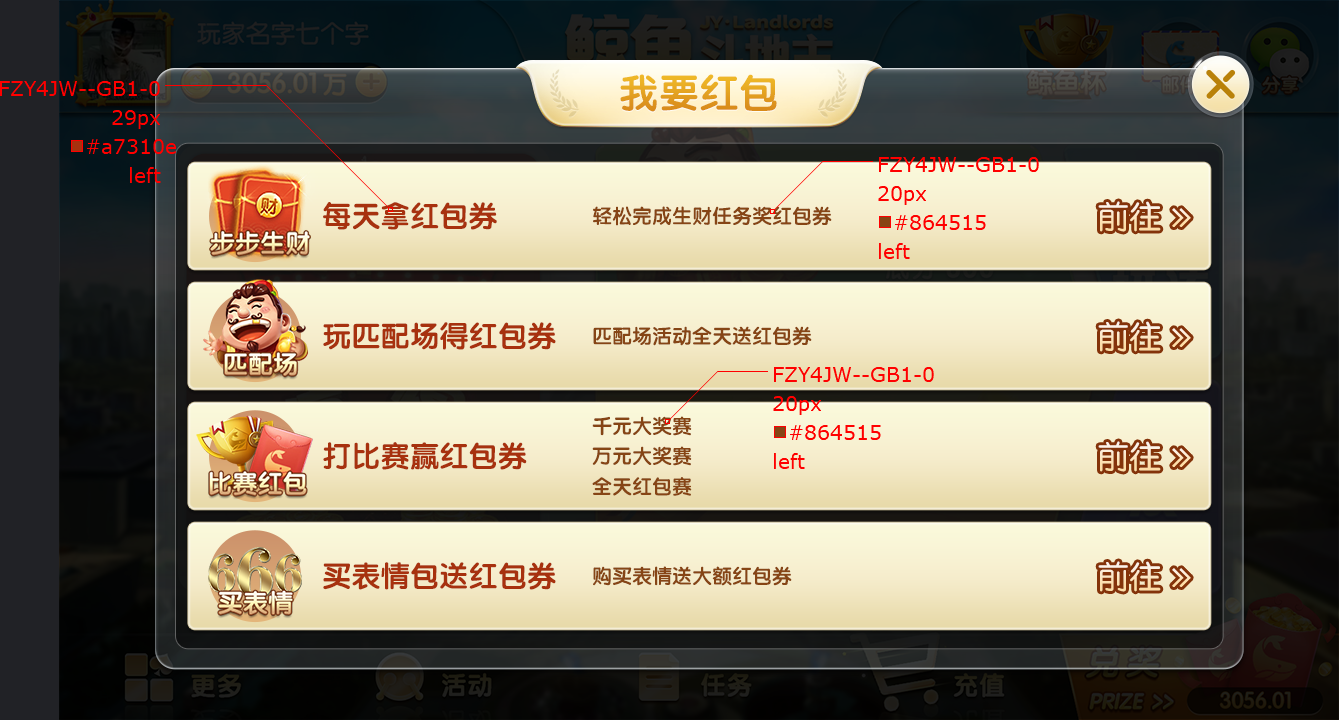 玩家名字七个字
JY·Landlords
鲸鱼
斗地主
3056.01万
鲸鱼杯
邮件
分享
我要红包
FZY4JW--GB1-0
29px
#a7310e
left
财
步步生财
每天拿红包券
轻松完成生财任务奖红包券
FZY4JW--GB1-0
20px
#864515
left
前往
匹配场
玩匹配场得红包券
匹配场活动全天送红包券
前往
FZY4JW--GB1-0
20px
#864515
left
比赛红包
打比赛赢红包券
千元大奖赛
万元大奖赛
全天红包赛
前往
666
买表情
买表情包送红包券
购买表情送大额红包券
前往
更多
活动
任务
充值
兑奖
PRIZE >>
3056.01